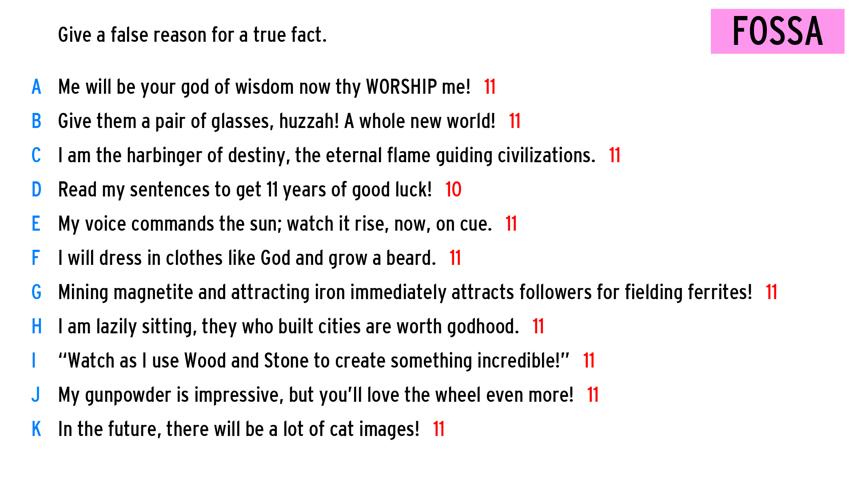 Give a false reason for a true fact.
FOSSA
A Me will be your god of wisdom now thy WORSHIP me! 11
B Give them a pair of glasses, huzzah! A whole new world! 11
C I am the harbinger of destiny, the eternal flame guiding civilizations. 11
D Read my sentences to get 11 years of good luck! 10
E My voice commands the sun; watch it rise, now, on cue. 11
F I will dress in clothes like God and grow a beard. 11
G Mining magnetite and attracting iron immediately attracts followers for fielding ferrites! 11
H I am lazily sitting, they who built cities are worth godhood. 11
I “Watch as I use Wood and Stone to create something incredible!” 11
J My gunpowder is impressive, but you’ll love the wheel even more! 11
K In the future, there will be a lot of cat images! 11